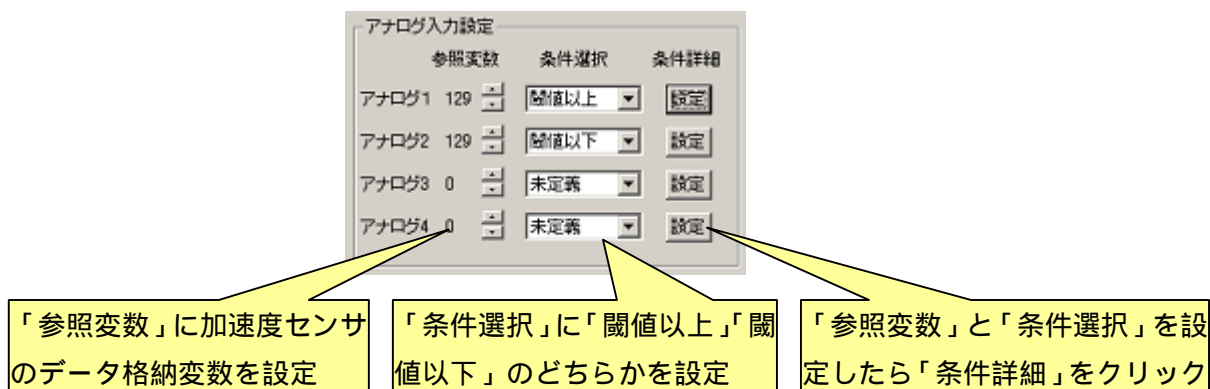 アナログ入力設定
参照変数 条件選択 条件詳細
アナログ1 129 閾値以上 設定
アナログ2 129 閾値以下 設定
アナログ3 0 未定義 設定
アナログ4 0 未定義 設定
「参照変数」に加速度センサ
のデータ格納変数を設定
「条件選択」に「閾値以上」「閾
値以下」のどちらかを設定
「参照変数」と「条件選択」を設
定したら「条件詳細」をクリック